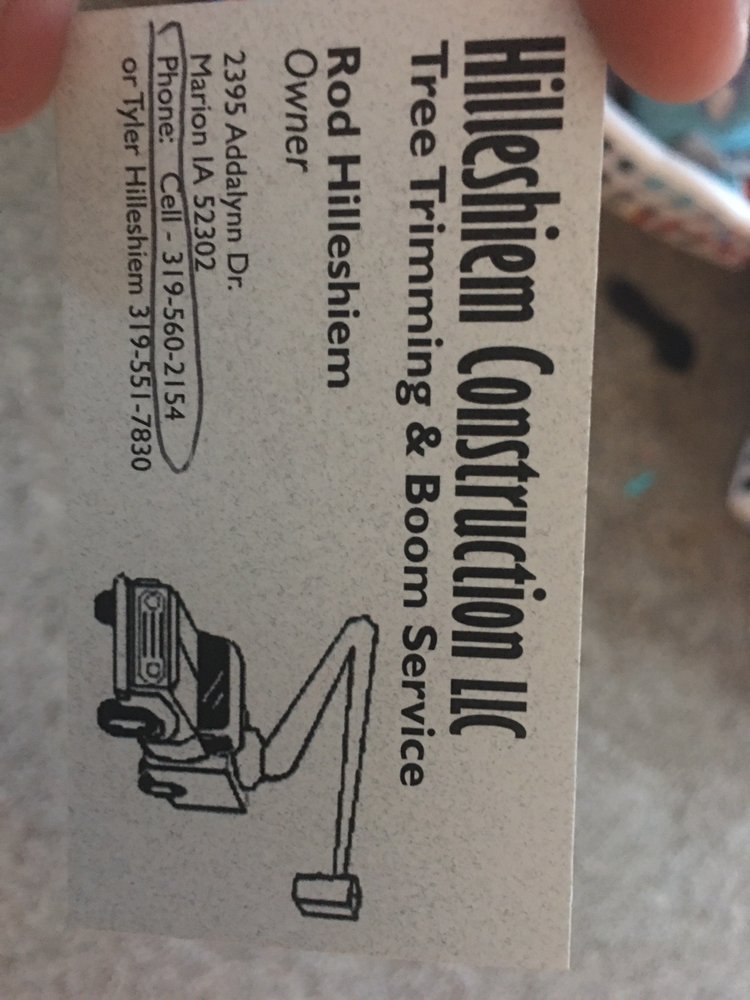 Hilleshiem Construction LLC
Tree Trimming & Boom Service
Rod Hilleshiem
Owner
2395 Addalynn Dr.
Marion IA 52302
Phone: Cell - 319-560-2154
or Tyler Hilleshiem 319-551-7830